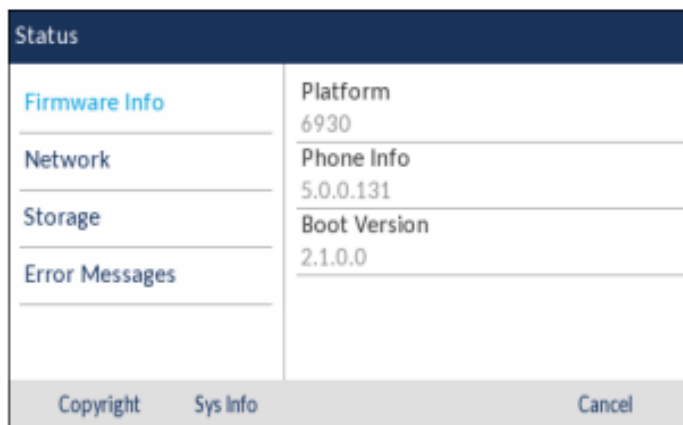 Status
Firmware Info
Network
Storage
Error Messages
Platform
6930
Phone Info
5.0.0.131
Boot Version
2.1.0.0
Copyright
Sys Info
Cancel